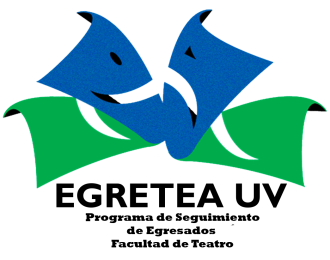 EGRETEA UV
Programa de Seguimiento
de Egresados
Facultad de Teatro